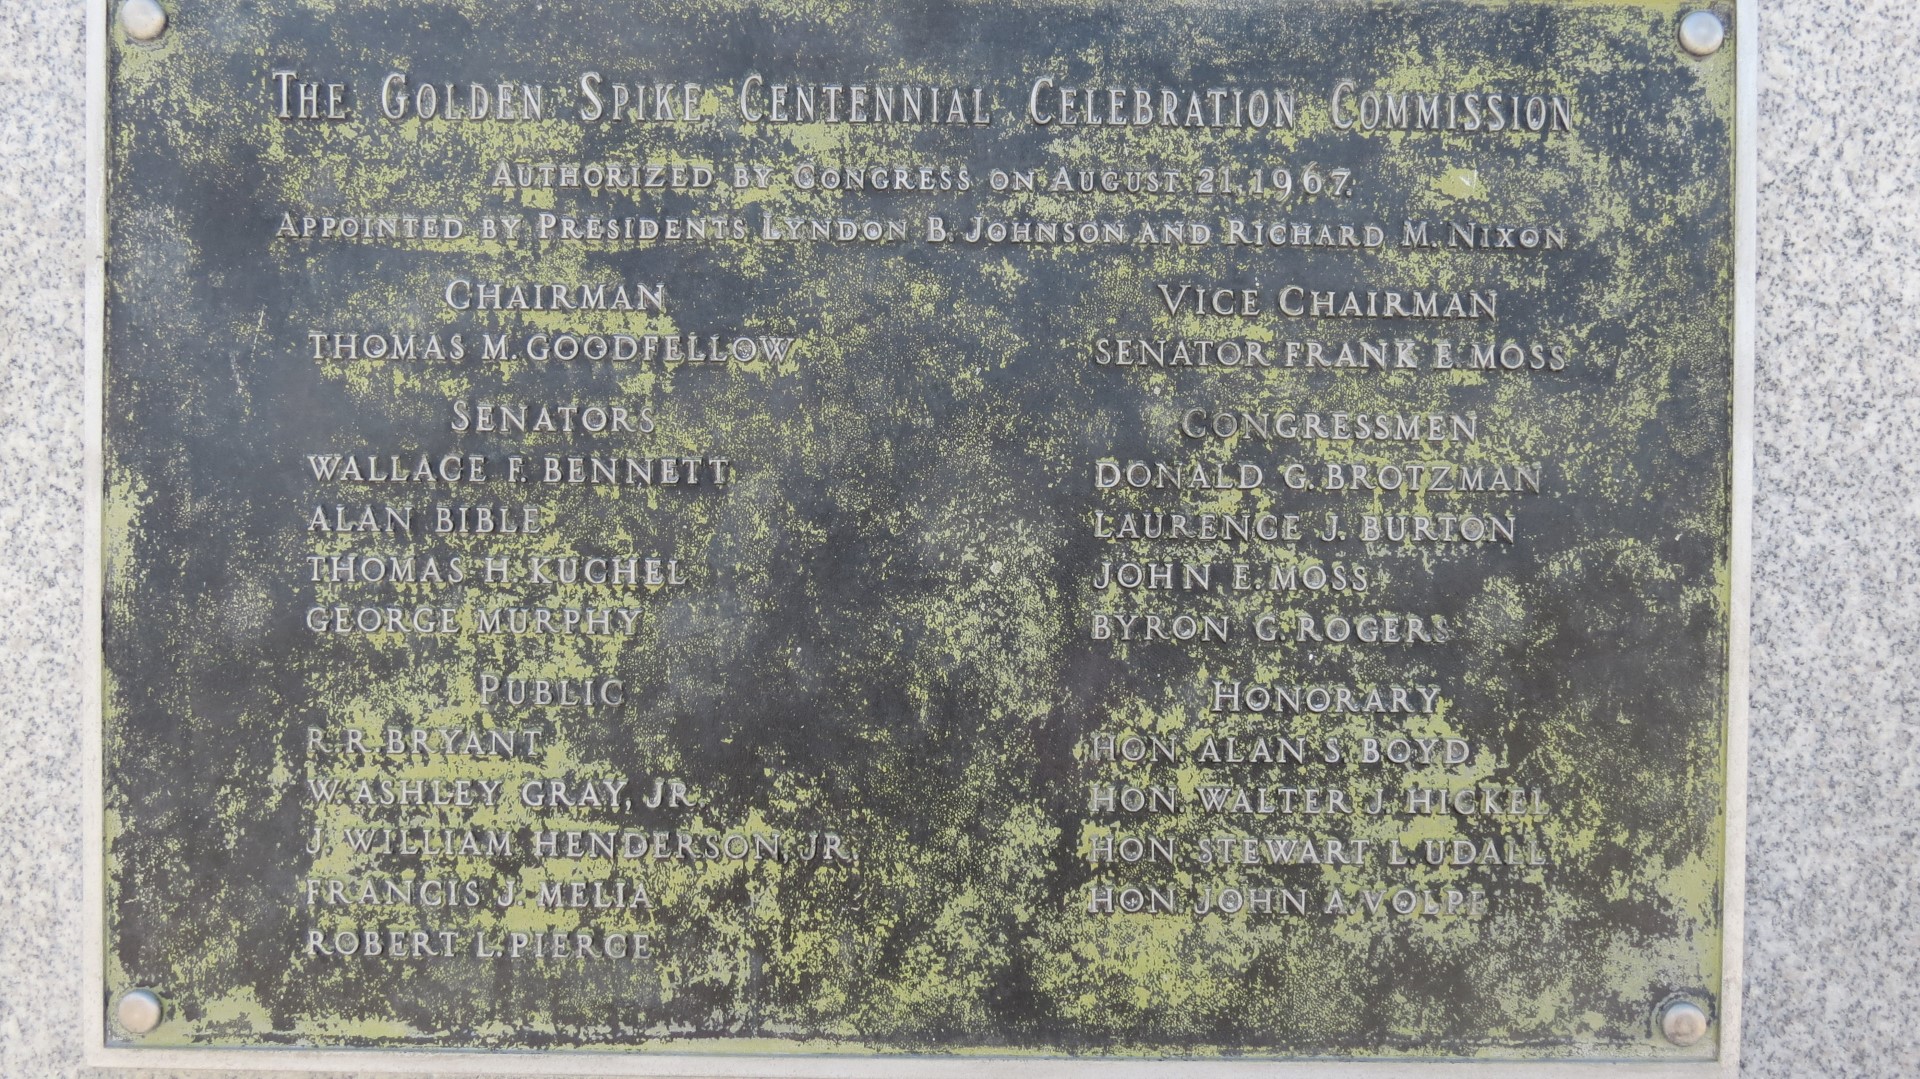 THE GOLDEN SPIKE CENTENNIAL CELEBRATION COMMISSION
AUTHORIZED BY CONGRESS ON AUGUST 21, 1967.
APPOINTED BY PRESIDENTS LYNDON B. JOHNSON AND RICHARD M. NIXON
CHAIRMAN
THOMAS M. GOODFELLOW
VICE CHAIRMAN
SENATOR FRANK E. MOSS
SENATORS
WALLACE F. BENNETT
ALAN BIBLE
THOMAS H. KUCHEL
GEORGE MURPHY
CONGRESSMEN
DONALD G. BROTZMAN
LAURENCE J. BURTON
JOHN E. MOSS
BYRON G. ROGERS
PUBLIC
R. R. BRYANT
W. ASHLEY GRAY, JR.
J. WILLIAM HENDERSON, JR.
FRANCIS J. MELIA
ROBERT L. PIERCE
HONORARY
HON. ALAN S. BOYD
HON. WALTER J. HICKEL
HON. STEWART L. UDALL
HON. JOHN A. VOLPE